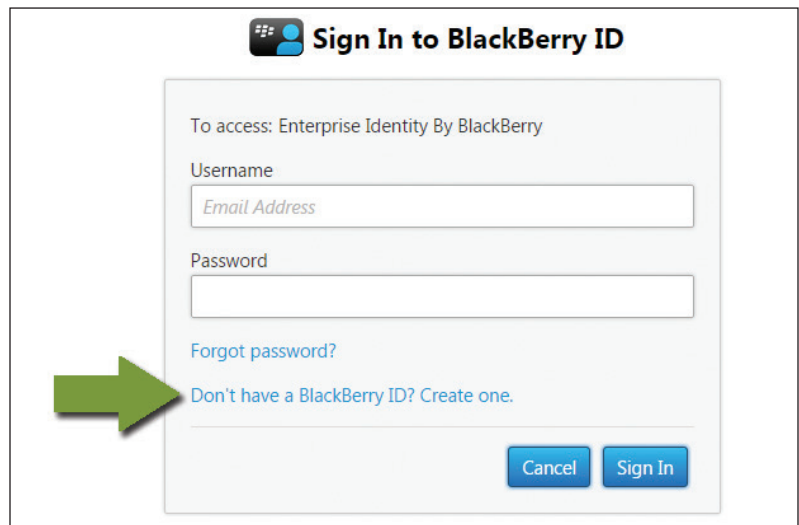 Sign In to BlackBerry ID
To access: Enterprise Identity By BlackBerry
Username
Email Address
Password
Forgot password?
Don't have a BlackBerry ID? Create one.
Cancel Sign In